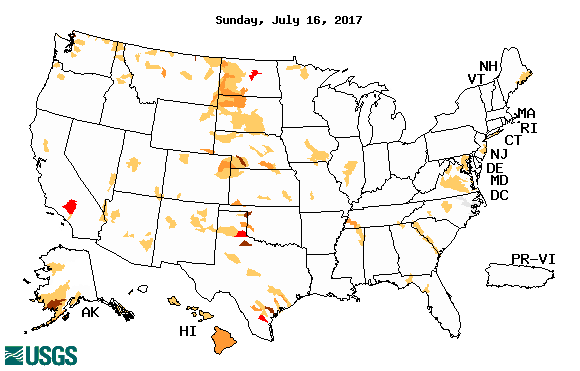 Sunday, July 16, 2017
NH
VT
MA
RI
CT
NJ
DE
MD
DC
PR-VI
AK
HI
USGS